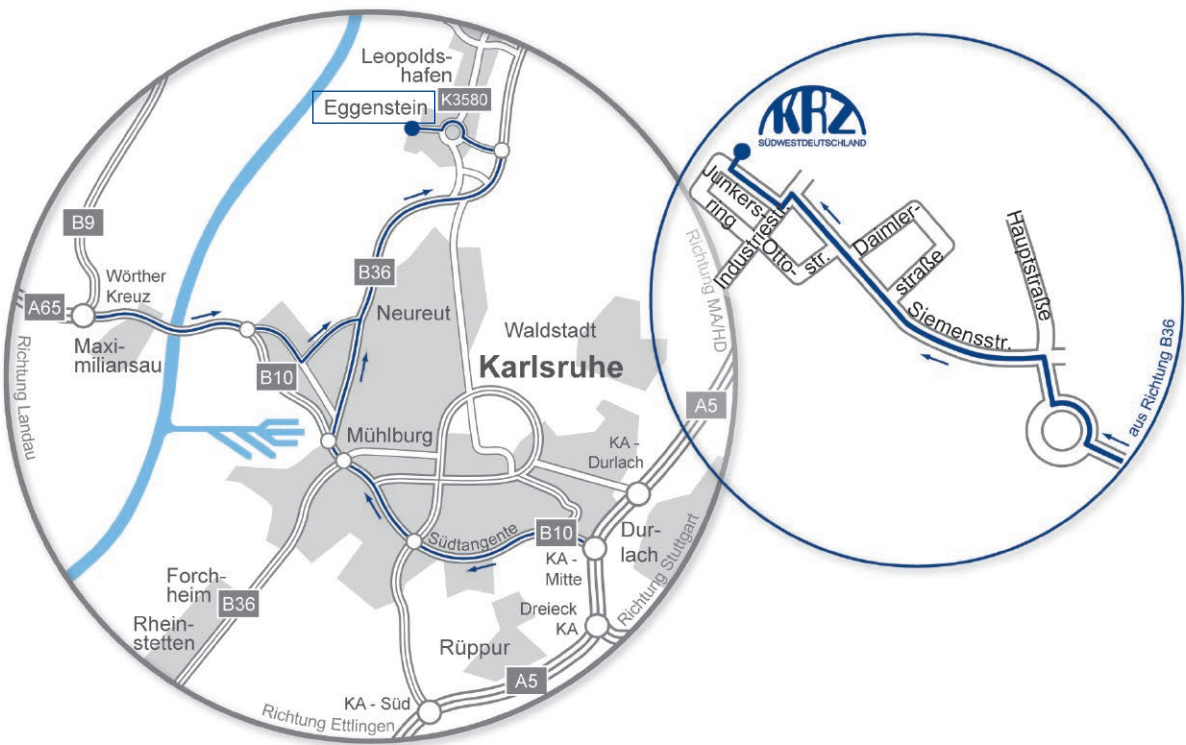 Leopolds-
hafen
Eggenstein
K3580
B9
Wörther
Kreuz
A65
Maxi-
miliansau
Richtung Landau
B36
Neureut
B10
Waldstadt
Karlsruhe
Richtung MA/HD
A5
Mühlburg
KA -
Durlach
Südtangente
B10
Dur-
lach
KA -
Mitte
Richtung Stuttgart
Forch-
heim
B36
Rhein-
stetten
Dreieck
KA
Rüppur
A5
KA - Süd
Richtung Ettlingen
KRZ
SÜDWESTDEUTSCHLAND
Junkers-
ring
Industriestr.
Otto-
str.
Daimler-
straße
Hauptstraße
Siemensstr.
aus Richtung B36